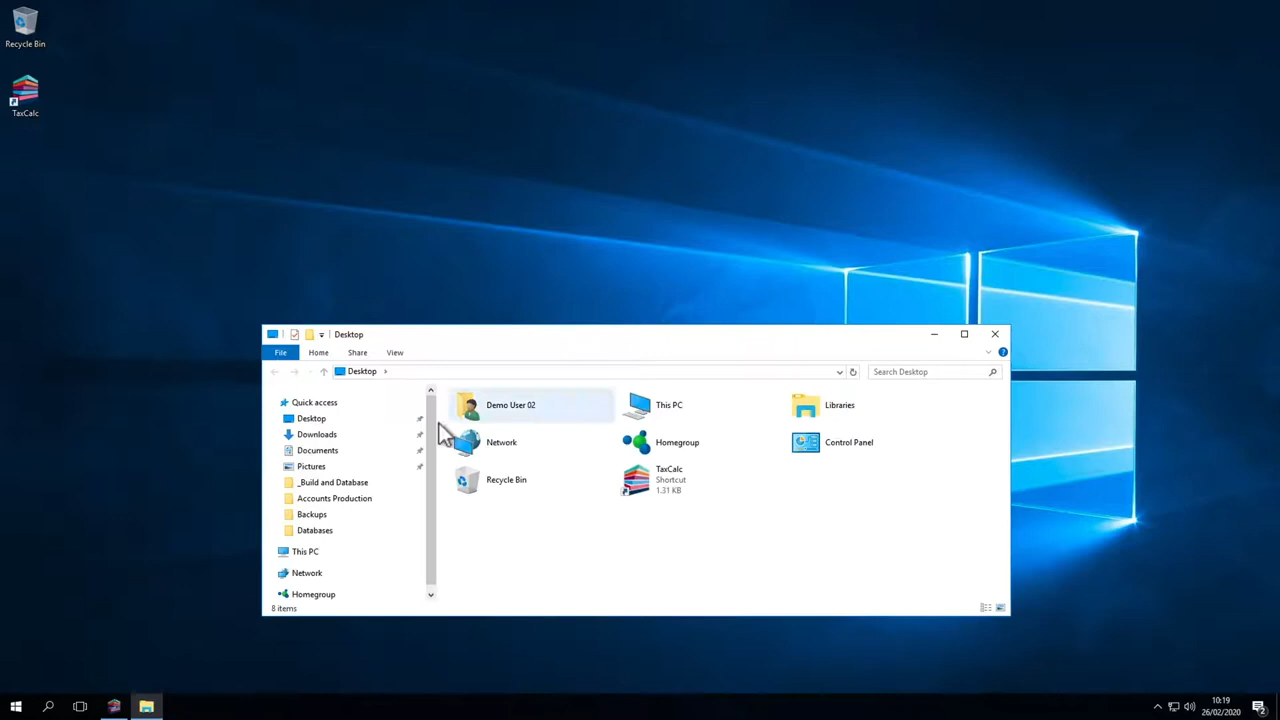 Recycle Bin
TaxCalc
Desktop
File Home Share View
Desktop
Search Desktop
Quick access
Desktop
Downloads
Documents
Pictures
_Build and Database
Accounts Production
Backups
Databases
This PC
Network
Homegroup
Demo User 02
This PC
Libraries
Network
Homegroup
Control Panel
Recycle Bin
TaxCalc
Shortcut
1.31 KB
8 items
10:19
26/02/2020
2